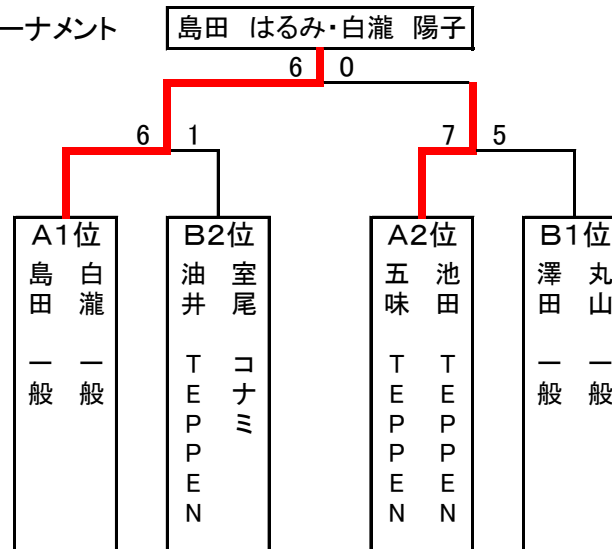 ーナメント
島田 はるみ・白瀧 陽子
6 0
6 1
7 5
A1位
島田 一般
白瀧 一般
B2位
油井 TEPPEN
室尾 コナミ
A2位
五味 TEPPEN
池田 TEPPEN
B1位
澤田 一般
丸山 一般